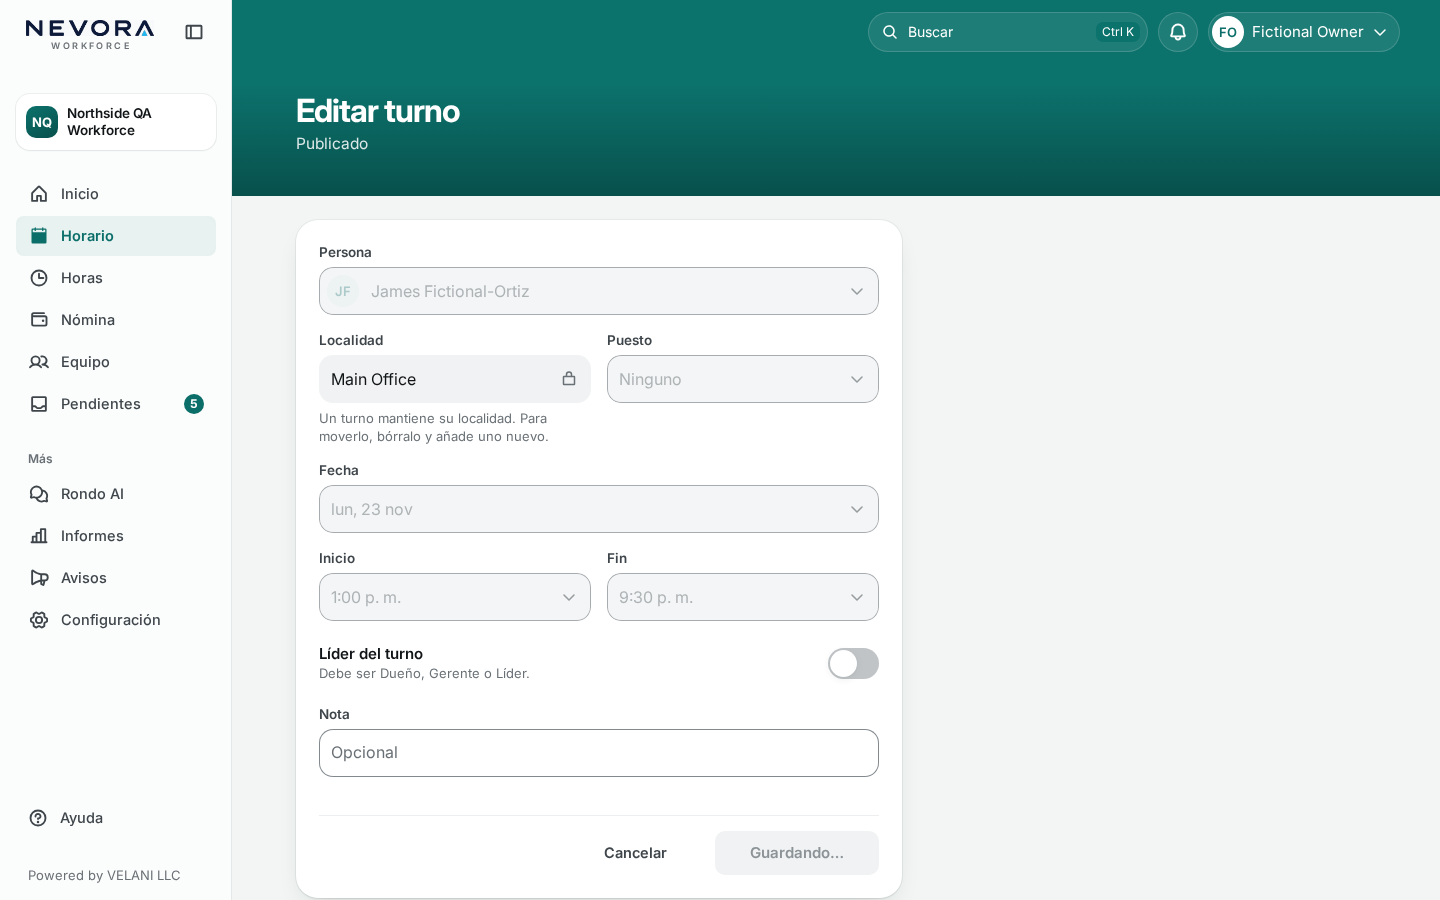 NEVORA
WORKFORCE
Buscar
Ctrl K
FO
Fictional Owner
NQ
Northside QA
Workforce
Editar turno
Publicado
Inicio
Horario
Horas
Nómina
Equipo
Pendientes
5
Más
Rondo AI
Informes
Avisos
Configuración
Ayuda
Powered by VELANI LLC
Persona
JF
James Fictional-Ortiz
Localidad
Puesto
Main Office
Ninguno
Un turno mantiene su localidad. Para
moverlo, bórralo y añade uno nuevo.
Fecha
lun, 23 nov
Inicio
Fin
1:00 p. m.
9:30 p. m.
Líder del turno
Debe ser Dueño, Gerente o Líder.
Nota
Opcional
Cancelar
Guardando...